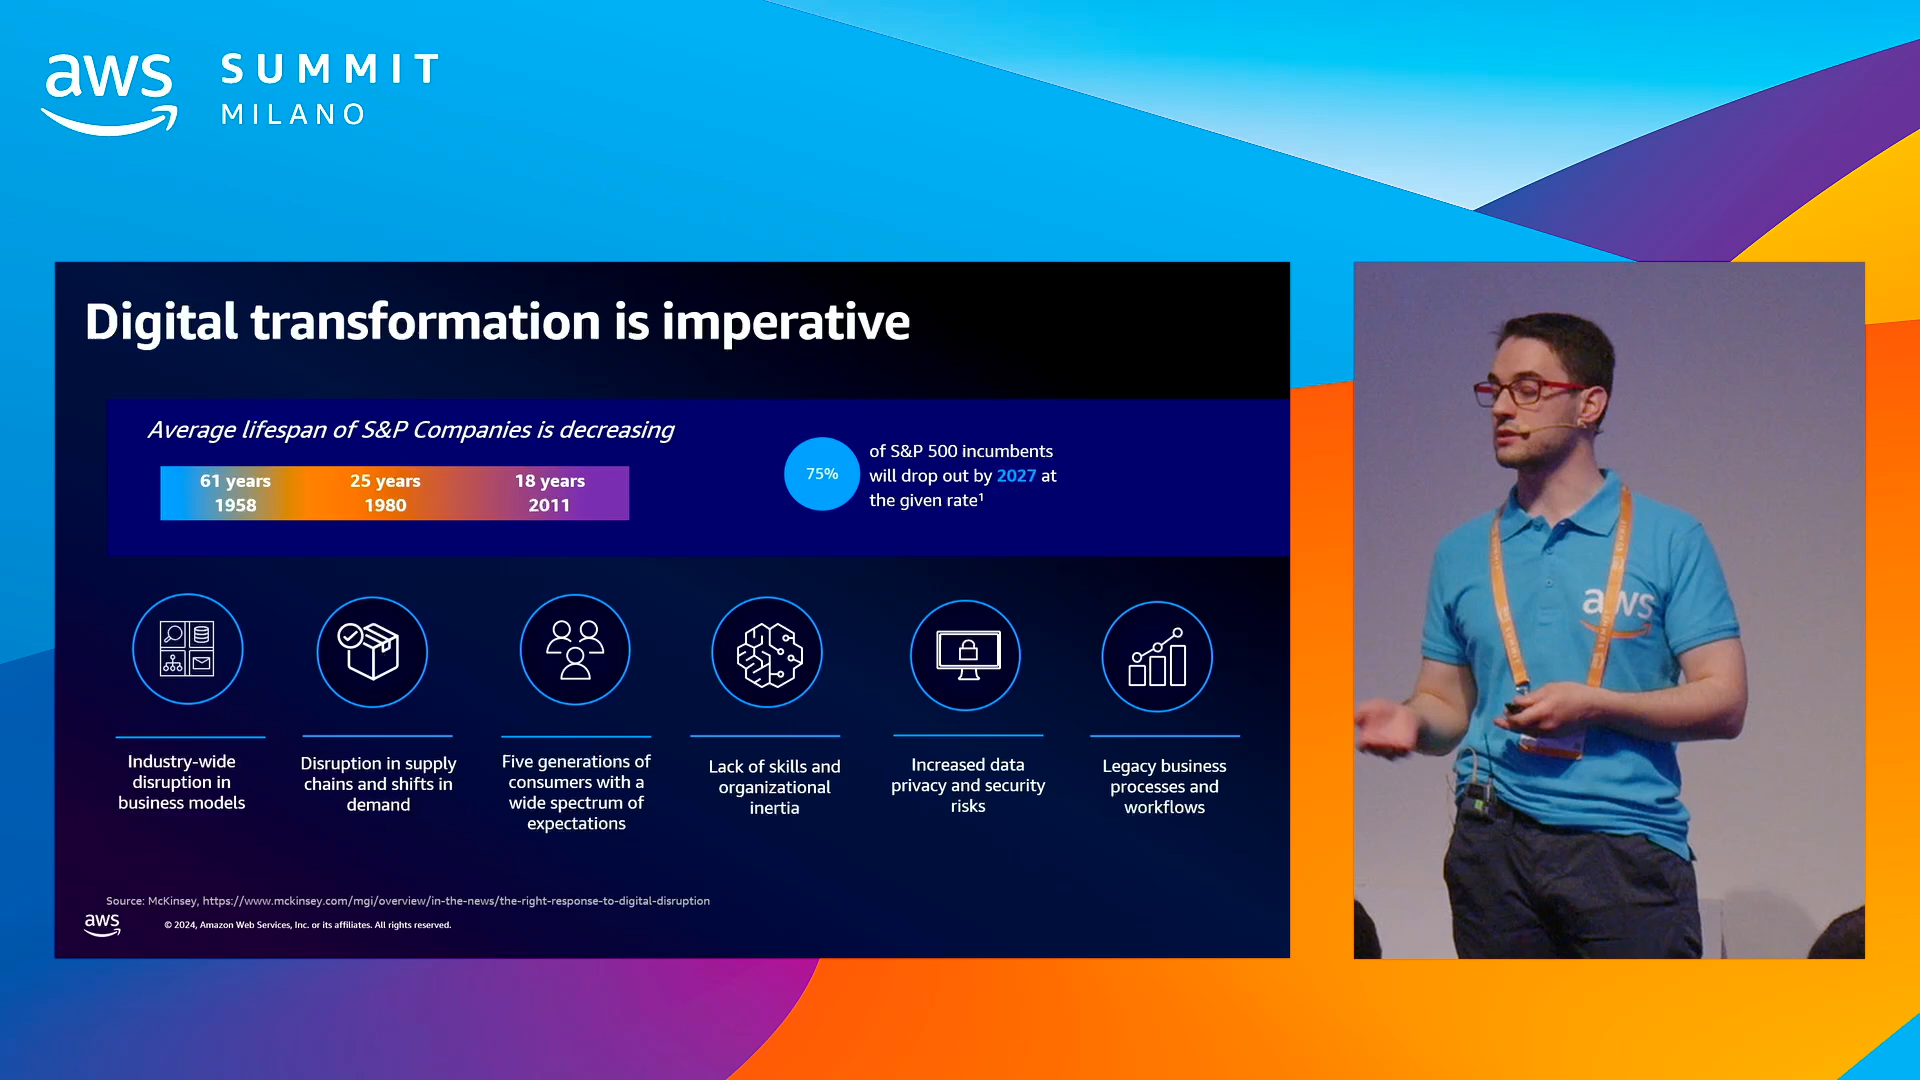 aws
SUMMIT
MILANO
Digital transformation is imperative
Average lifespan of S&P Companies is decreasing
61 years
1958
25 years
1980
18 years
2011
75%
of S&P 500 incumbents
will drop out by 2027 at
the given rate¹
Industry-wide
disruption in
business models
Disruption in supply
chains and shifts in
demand
Five generations of
consumers with a
wide spectrum of
expectations
Lack of skills and
organizational
inertia
Increased data
privacy and security
risks
Legacy business
processes and
workflows
Source: McKinsey, https://www.mckinsey.com/mgi/overview/in-the-news/the-right-response-to-digital-disruption
aws
© 2024, Amazon Web Services, Inc. or its affiliates. All rights reserved.
aws